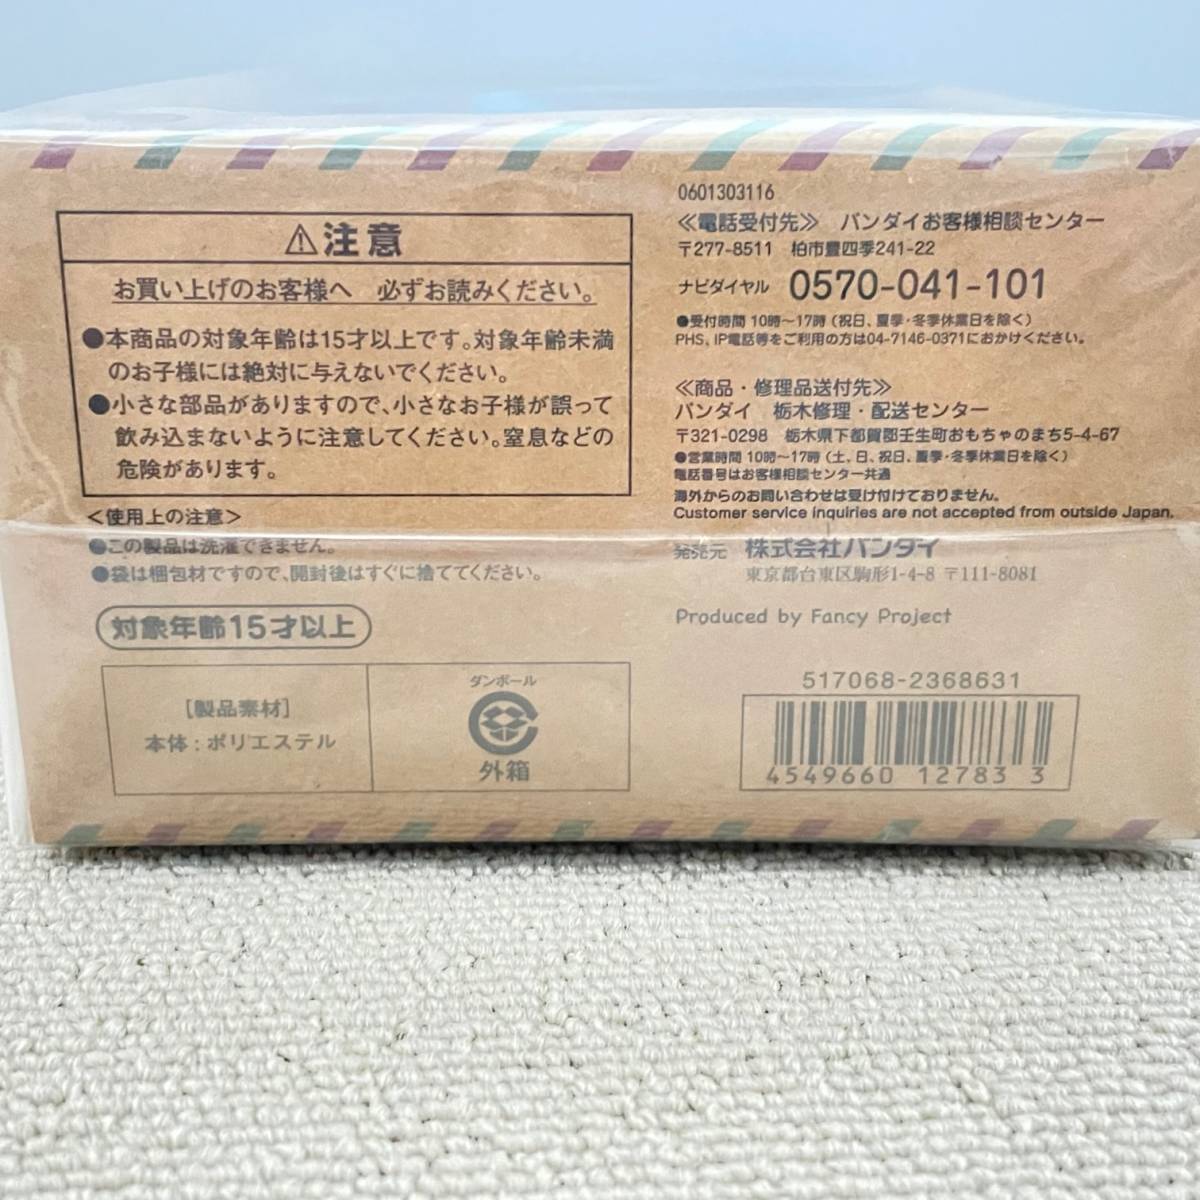 ⚠注意
お買い上げのお客様へ　必ずお読みください。
●本商品の対象年齢は15才以上です。対象年齢未満
のお子様には絶対に与えないでください。
●小さな部品がありますので、小さなお子様が誤って
飲み込まないように注意してください。窒息などの
危険があります。
＜使用上の注意＞
●この製品は洗濯できません。
●袋は梱包材ですので、開封後はすぐに捨ててください。
対象年齢15才以上
［製品素材］
本体：ポリエステル
ダンボール
外箱
0601303116
≪電話受付先≫　バンダイお客様相談センター
〒277-8511　柏市豊四季241-22
ナビダイヤル　0570-041-101
●受付時間 10時～17時（祝日、夏季・冬季休業日を除く）
PHS、IP電話等をご利用の方は04-7146-0371におかけください。
≪商品・修理品送付先≫
バンダイ　栃木修理・配送センター
〒321-0298　栃木県下都賀郡壬生町おもちゃのまち5-4-67
●営業時間 10時～17時（土、日、祝日、夏季・冬季休業日を除く）
電話番号はお客様相談センター共通
海外からのお問い合わせは受け付けておりません。
Customer service inquiries are not accepted from outside Japan.
発売元　株式会社バンダイ
東京都台東区駒形1-4-8 〒111-8081
Produced by Fancy Project
517068-2368631
4549660 12783 3